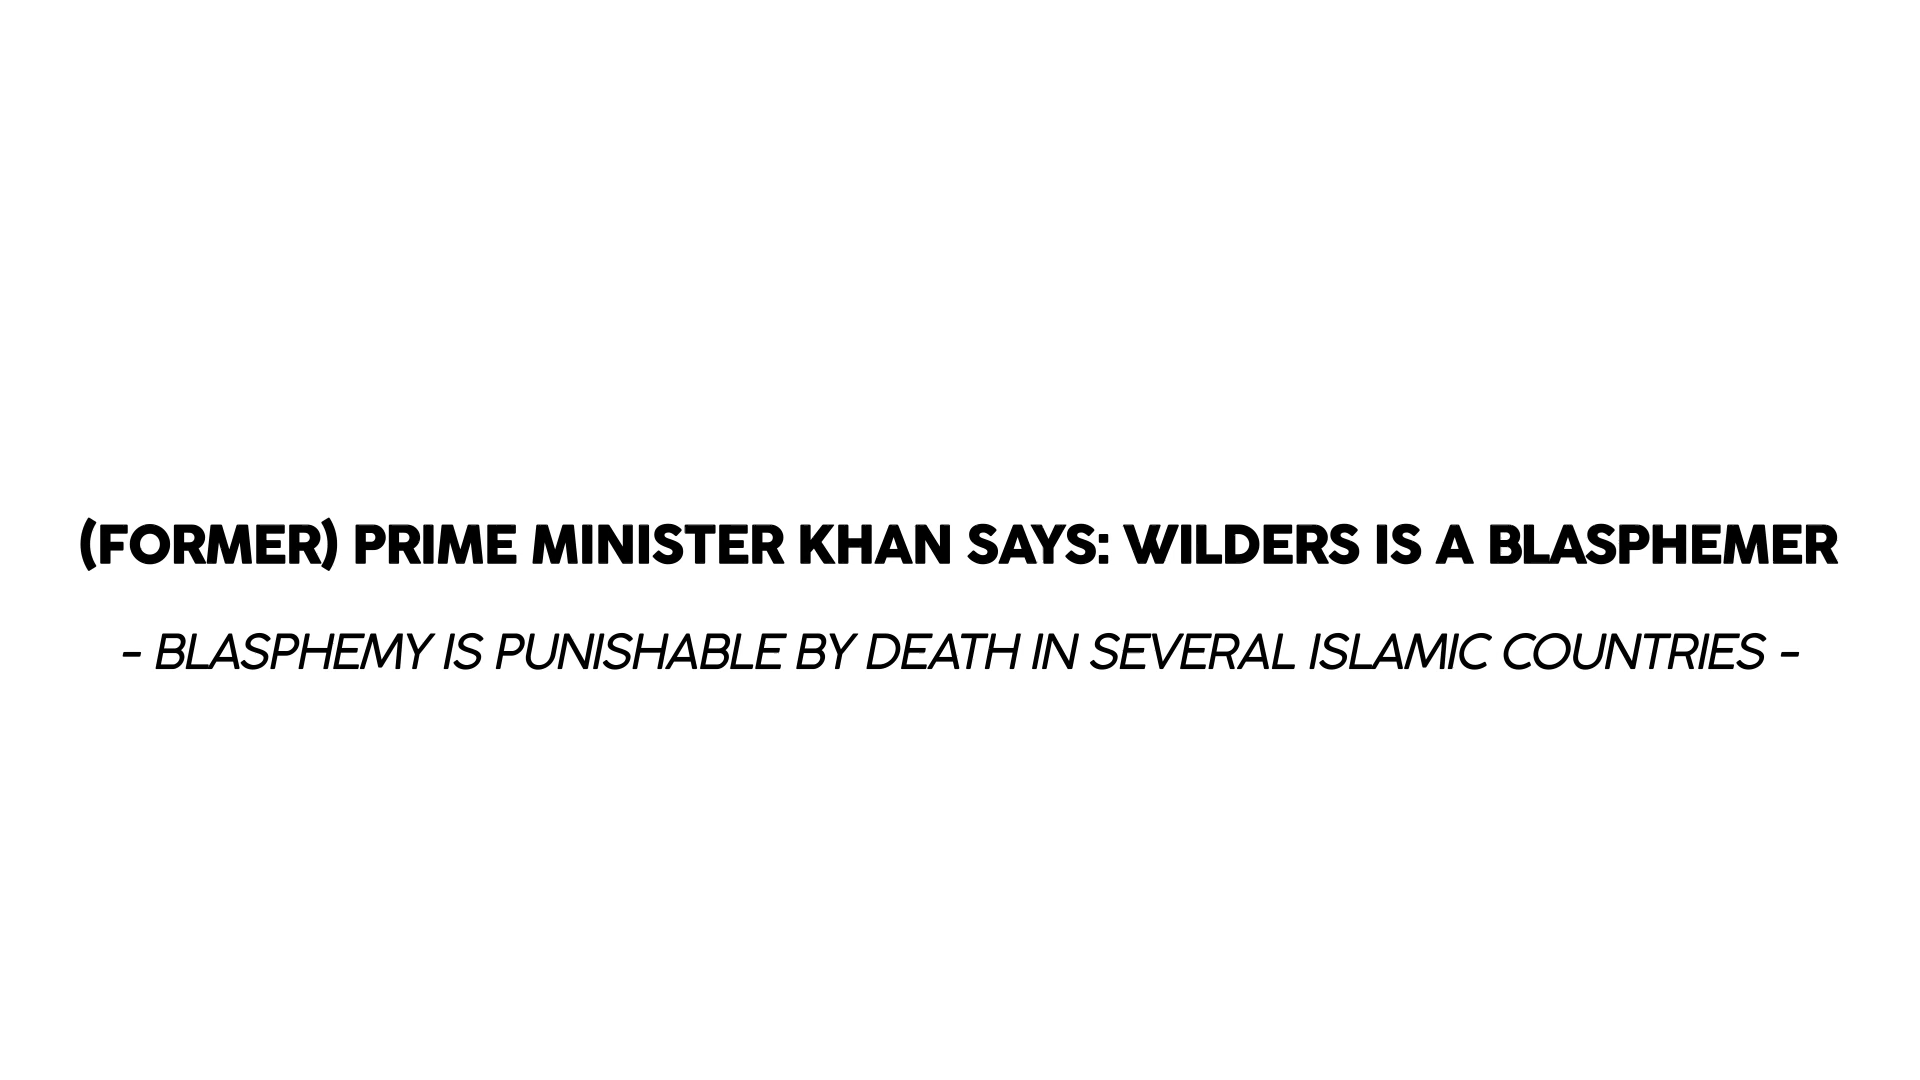 (FORMER) PRIME MINISTER KHAN SAYS: WILDERS IS A BLASPHEMER
- BLASPHEMY IS PUNISHABLE BY DEATH IN SEVERAL ISLAMIC COUNTRIES -